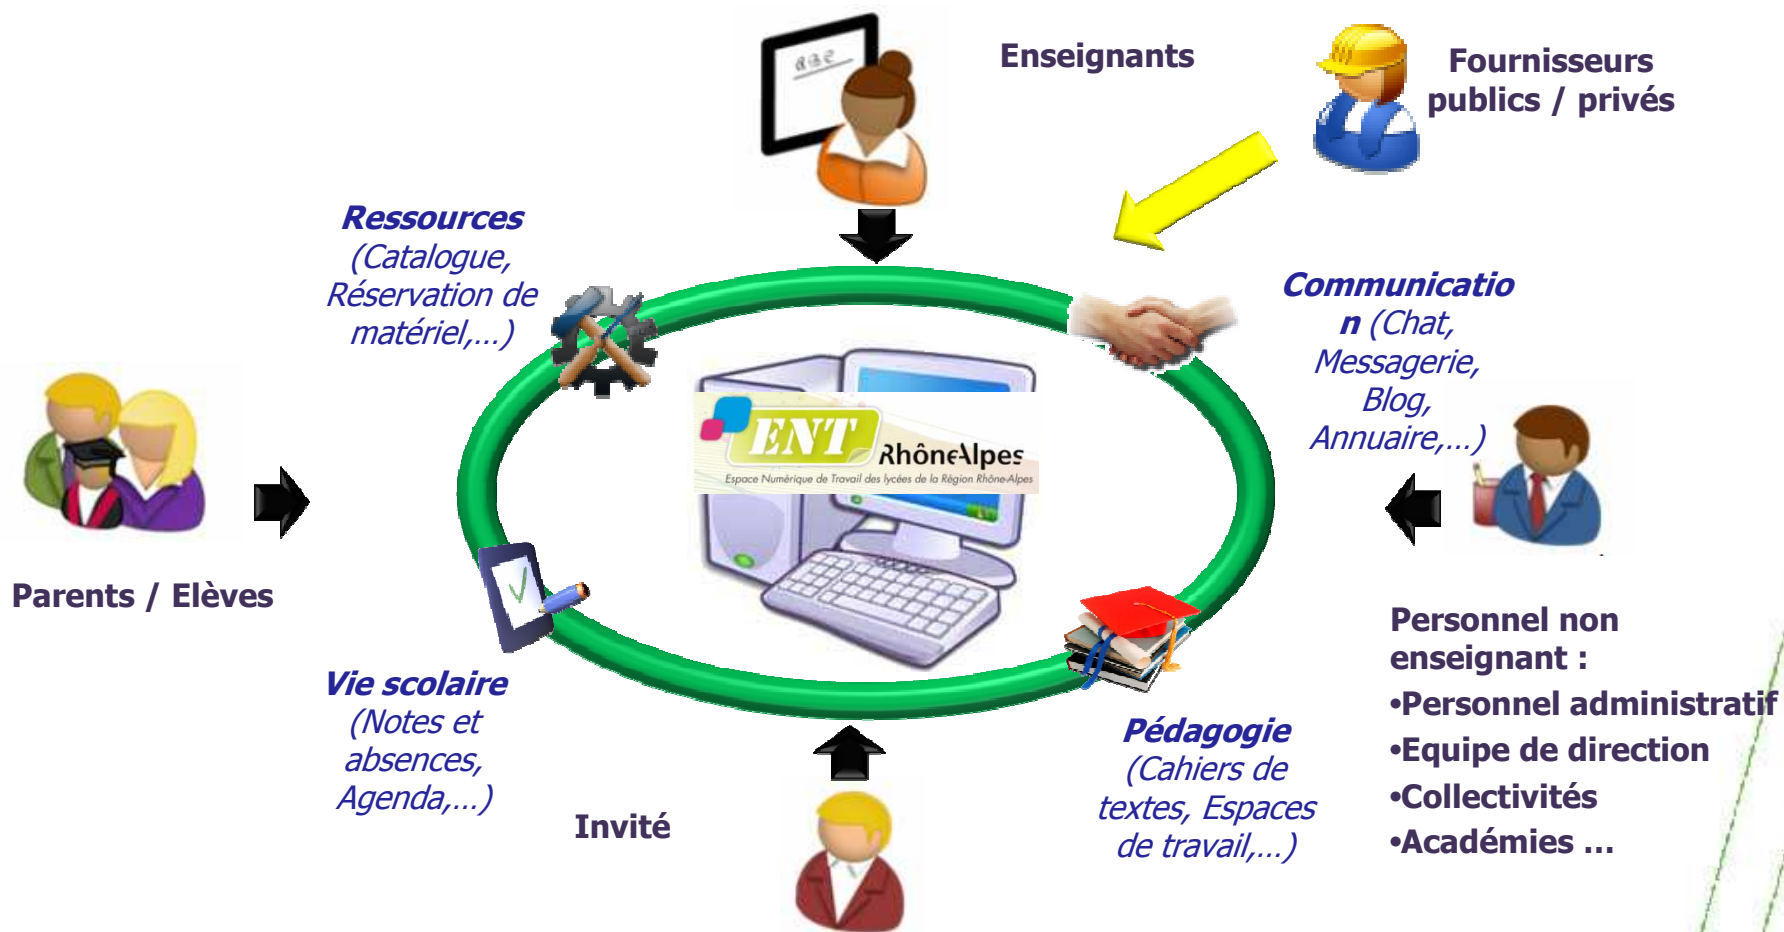 Enseignants
Fournisseurs
publics / privés
Ressources
(Catalogue,
Réservation de
matériel,...)
Communicatio
n (Chat,
Messagerie,
Blog,
Annuaire,...)
ENT
RhôneAlpes
Espace Numérique de Travail des lycées de la Région Rhône-Alpes
Parents / Elèves
Vie scolaire
(Notes et
absences,
Agenda,...)
Invité
Pédagogie
(Cahiers de
textes, Espaces
de travail,...)
Personnel non
enseignant :
•Personnel administratif
•Equipe de direction
•Collectivités
•Académies ...